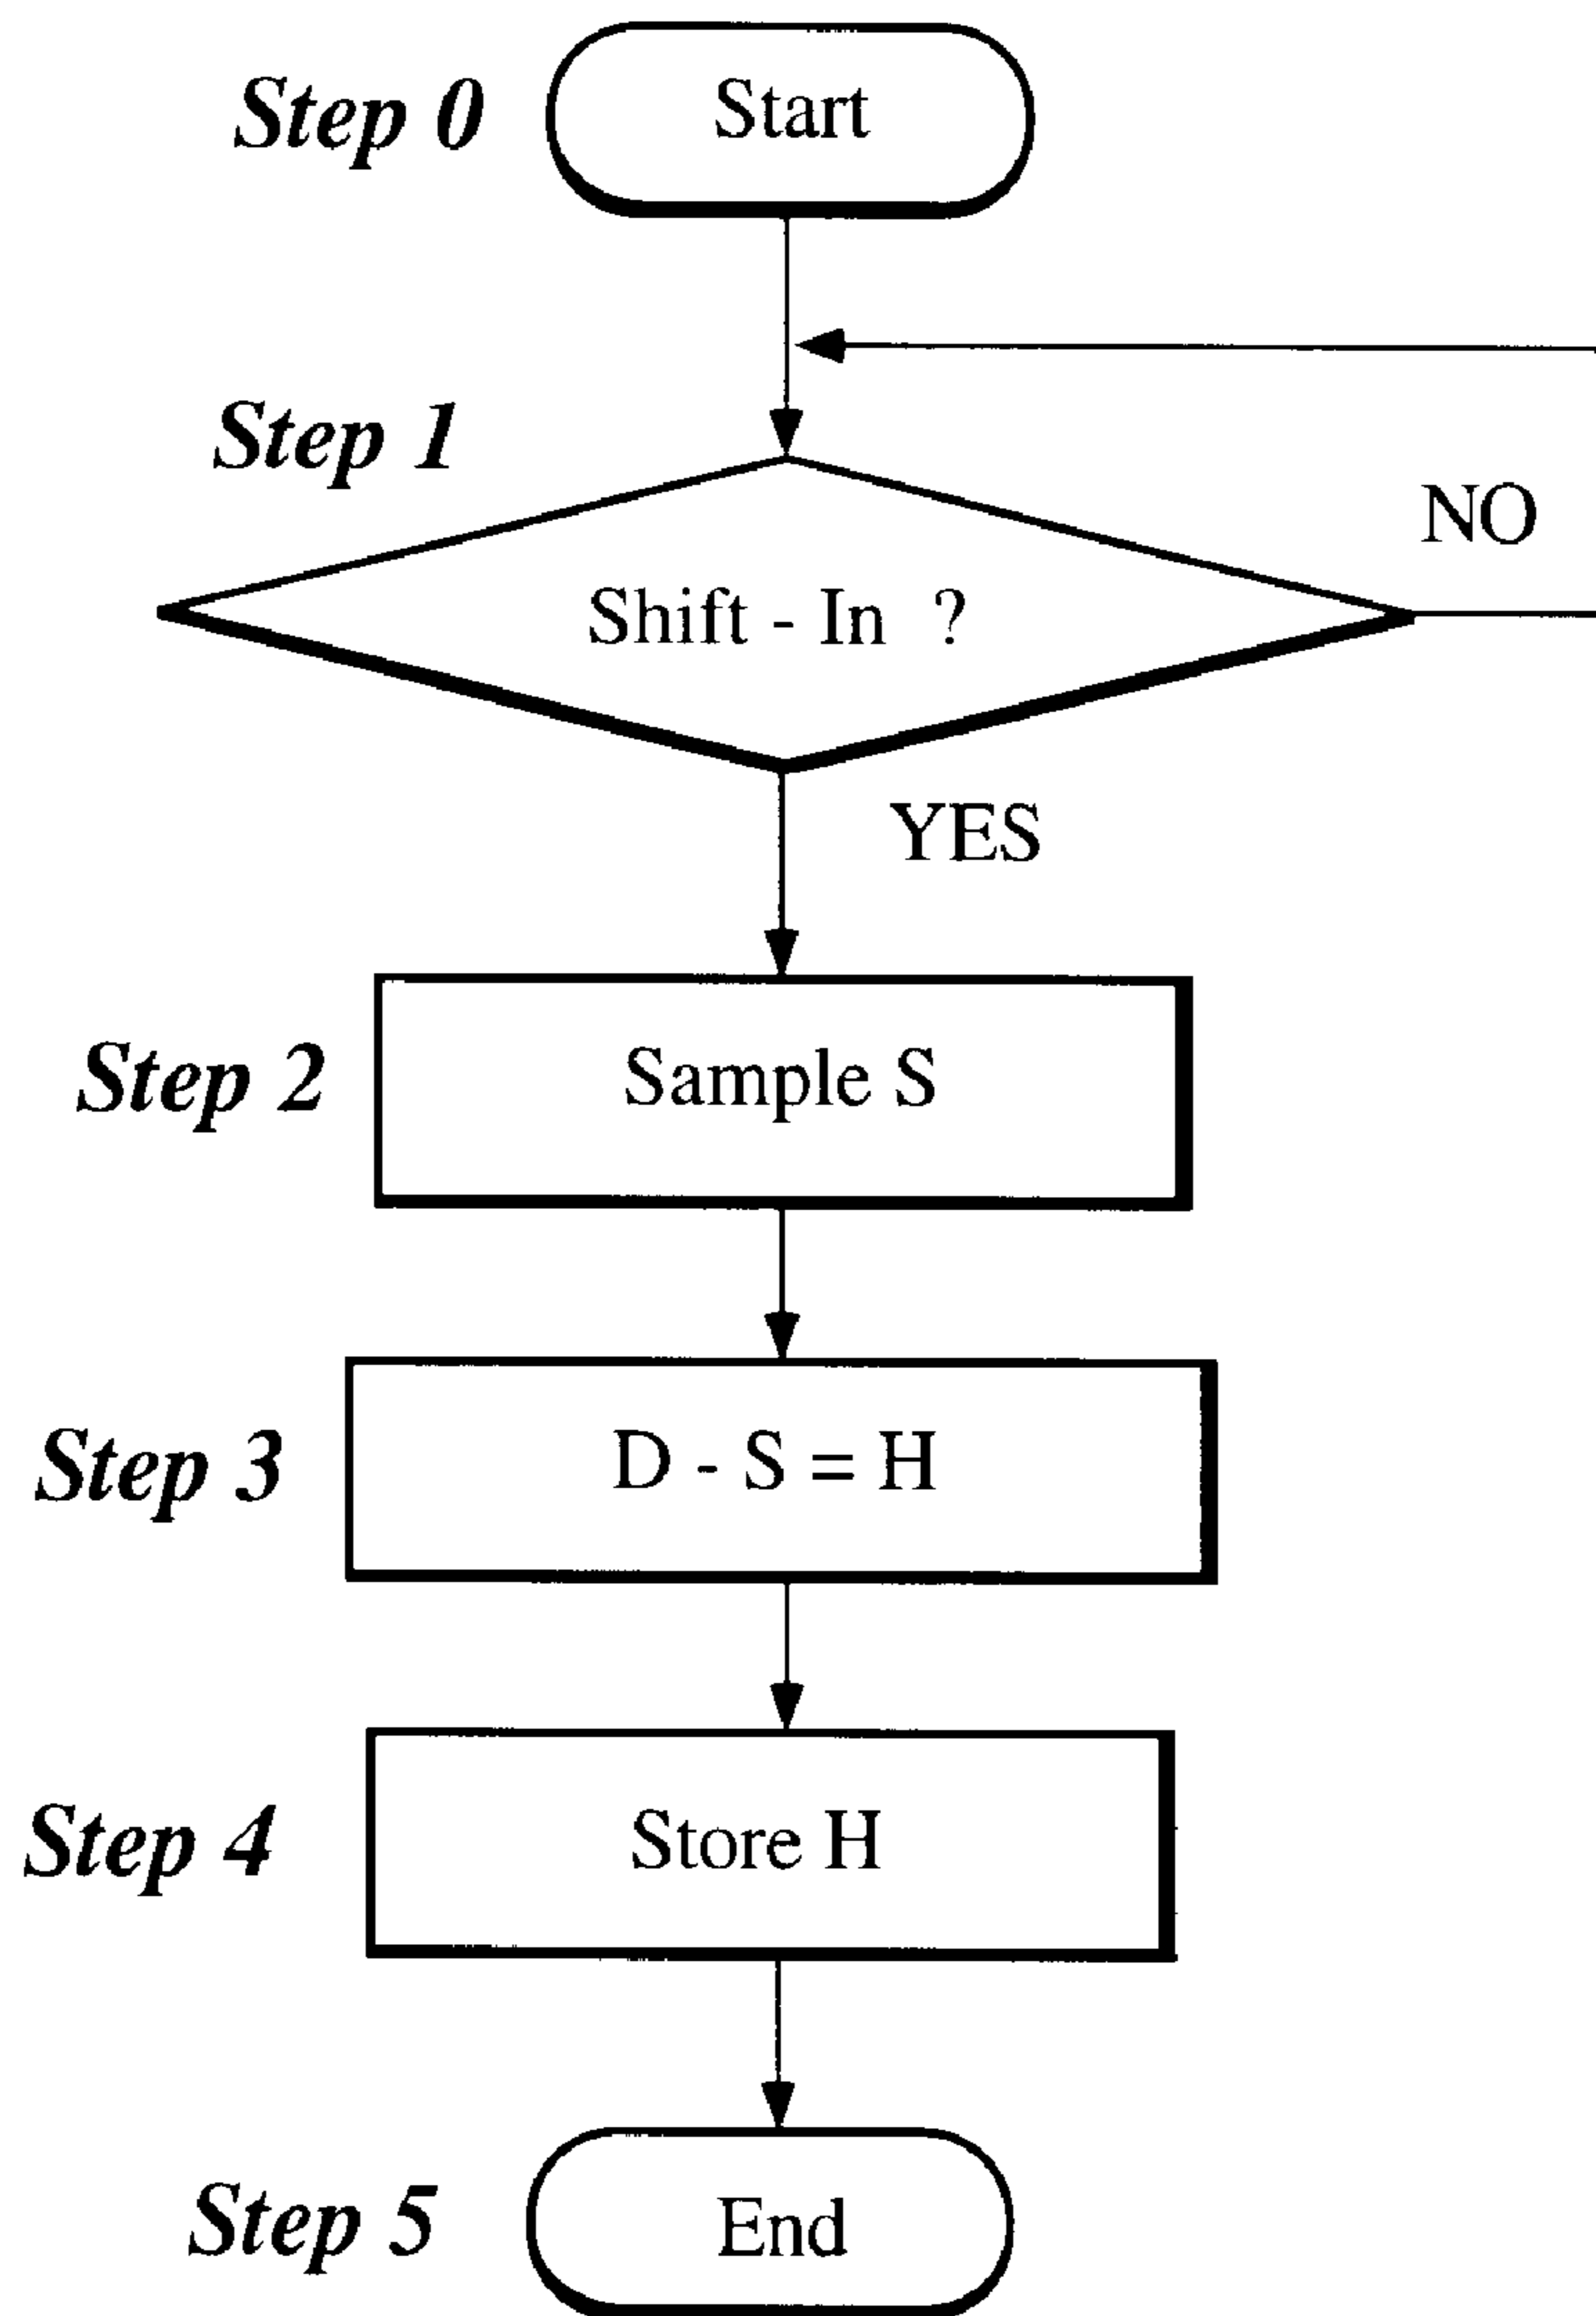 Step 0 Start
Step 1
NO
Shift - In ?
YES
Step 2 Sample S
Step 3 D - S = H
Step 4 Store H
Step 5 End